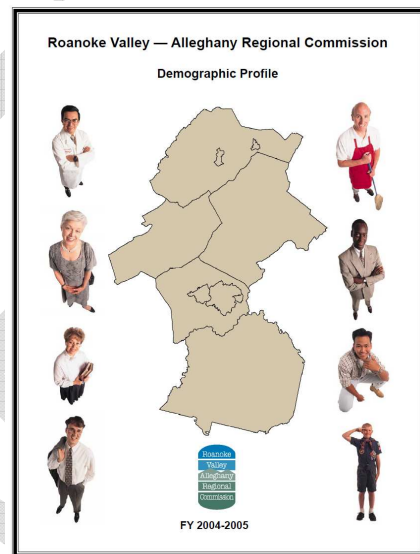 Roanoke Valley — Alleghany Regional Commission
Demographic Profile
Roanoke
Valley
Alleghany
Regional
Commission
FY 2004-2005